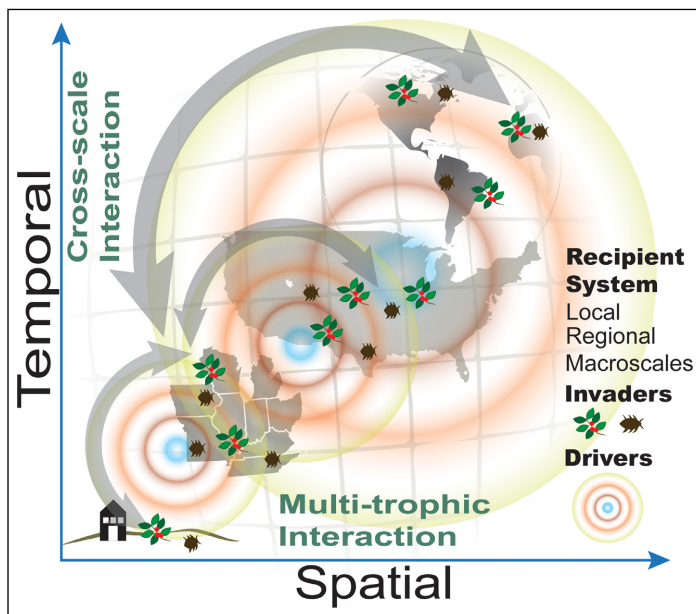 Temporal
Cross-scale
Interaction
Recipient
System
Local
Regional
Macroscales
Invaders
Drivers
Multi-trophic
Interaction
Spatial